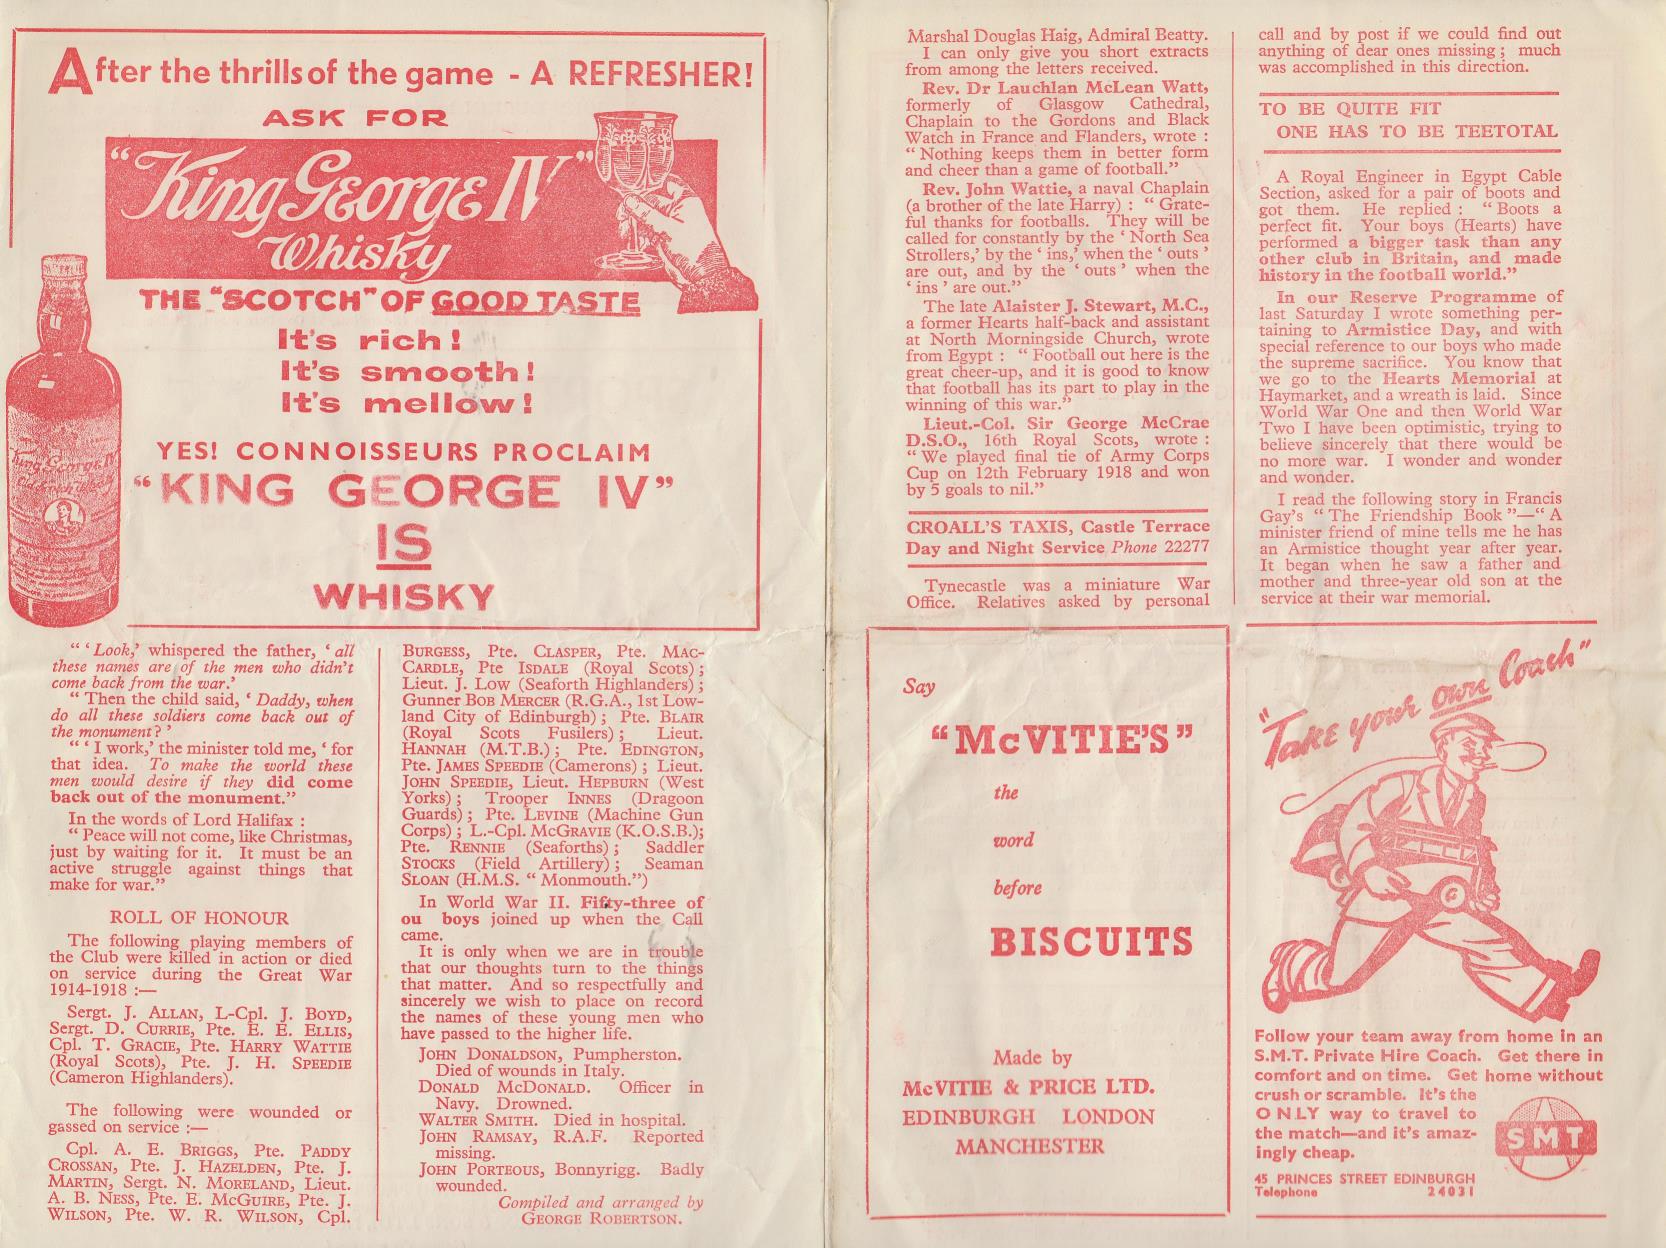 After the thrills of the game - A REFRESHER!
ASK FOR
"King George IV"
Whisky
THE "SCOTCH" OF GOOD TASTE
It's rich!
It's smooth!
It's mellow!
YES! CONNOISSEURS PROCLAIM
"KING GEORGE IV"
IS
WHISKY
King George IV
" ' Look,' whispered the father, ' all
these names are of the men who didn't
come back from the war.'
" Then the child said, ' Daddy, when
do all these soldiers come back out of
the monument ? '
" ' I work,' the minister told me, ' for
that idea. To make the world these
men would desire if they did come
back out of the monument."
In the words of Lord Halifax :
" Peace will not come, like Christmas,
just by waiting for it. It must be an
active struggle against things that
make for war."
ROLL OF HONOUR
The following playing members of
the Club were killed in action or died
on service during the Great War
1914-1918 :—
Sergt. J. ALLAN, L-Cpl. J. BOYD,
Sergt. D. CURRIE, Pte. E. E. ELLIS,
Cpl. T. GRACIE, Pte. HARRY WATTIE
(Royal Scots), Pte. J. H. SPEEDIE
(Cameron Highlanders).
The following were wounded or
gassed on service :—
Cpl. A. E. BRIGGS, Pte. PADDY
CROSSAN, Pte. J. HAZELDEN, Pte. J.
MARTIN, Sergt. N. MORELAND, Lieut.
A. B. NESS, Pte. E. MCGUIRE, Pte. J.
WILSON, Pte. W. R. WILSON, Cpl.
BURGESS, Pte. CLASPER, Pte. MAC-
CARDLE, Pte ISDALE (Royal Scots) ;
Lieut. J. LOW (Seaforth Highlanders) ;
Gunner BOB MERCER (R.G.A., 1st Low-
land City of Edinburgh) ; Pte. BLAIR
(Royal Scots Fusilers) ; Lieut.
HANNAH (M.T.B.) ; Pte. EDINGTON,
Pte. JAMES SPEEDIE (Camerons) ; Lieut.
JOHN SPEEDIE, Lieut. HEPBURN (West
Yorks) ; Trooper INNES (Dragoon
Guards) ; Pte. LEVINE (Machine Gun
Corps) ; L.-Cpl. MCGRAVIE (K.O.S.B.);
Pte. RENNIE (Seaforths) ; Saddler
STOCKS (Field Artillery) ; Seaman
SLOAN (H.M.S. " Monmouth.")
In World War II. Fifty-three of
ou boys joined up when the Call
came.
It is only when we are in trouble
that our thoughts turn to the things
that matter. And so respectfully and
sincerely we wish to place on record
the names of these young men who
have passed to the higher life.
JOHN DONALDSON, Pumpherston.
Died of wounds in Italy.
DONALD MCDONALD. Officer in
Navy. Drowned.
WALTER SMITH. Died in hospital.
JOHN RAMSAY, R.A.F. Reported
missing.
JOHN PORTEOUS, Bonnyrigg. Badly
wounded.
Compiled and arranged by
GEORGE ROBERTSON.
Marshal Douglas Haig, Admiral Beatty.
I can only give you short extracts
from among the letters received.
Rev. Dr Lauchlan McLean Watt,
formerly of Glasgow Cathedral,
Chaplain to the Gordons and Black
Watch in France and Flanders, wrote :
" Nothing keeps them in better form
and cheer than a game of football."
Rev. John Wattie, a naval Chaplain
(a brother of the late Harry) : " Grate-
ful thanks for footballs. They will be
called for constantly by the ' North Sea
Strollers,' by the ' ins,' when the ' outs '
are out, and by the ' outs ' when the
' ins ' are out."
The late Alaister J. Stewart, M.C.,
a former Hearts half-back and assistant
at North Morningside Church, wrote
from Egypt : " Football out here is the
great cheer-up, and it is good to know
that football has its part to play in the
winning of this war."
Lieut.-Col. Sir George McCrae
D.S.O., 16th Royal Scots, wrote :
" We played final tie of Army Corps
Cup on 12th February 1918 and won
by 5 goals to nil."
CROALL'S TAXIS, Castle Terrace
Day and Night Service Phone 22277
Tynecastle was a miniature War
Office. Relatives asked by personal
call and by post if we could find out
anything of dear ones missing ; much
was accomplished in this direction.
TO BE QUITE FIT
ONE HAS TO BE TEETOTAL
A Royal Engineer in Egypt Cable
Section, asked for a pair of boots and
got them. He replied : " Boots a
perfect fit. Your boys (Hearts) have
performed a bigger task than any
other club in Britain, and made
history in the football world."
In our Reserve Programme of
last Saturday I wrote something per-
taining to Armistice Day, and with
special reference to our boys who made
the supreme sacrifice. You know that
we go to the Hearts Memorial at
Haymarket, and a wreath is laid. Since
World War One and then World War
Two I have been optimistic, trying to
believe sincerely that there would be
no more war. I wonder and wonder
and wonder.
I read the following story in Francis
Gay's " The Friendship Book "—" A
minister friend of mine tells me he has
an Armistice thought year after year.
It began when he saw a father and
mother and three-year old son at the
service at their war memorial.
Say
"McVITIE'S"
the
word
before
BISCUITS
Made by
McVITIE & PRICE LTD.
EDINBURGH LONDON
MANCHESTER
"Take your own Coach"
Follow your team away from home in an
S.M.T. Private Hire Coach. Get there in
comfort and on time. Get home without
crush or scramble. It's the
ONLY way to travel to
the match—and it's amaz-
ingly cheap.
SMT
45 PRINCES STREET EDINBURGH
Telephone 24031